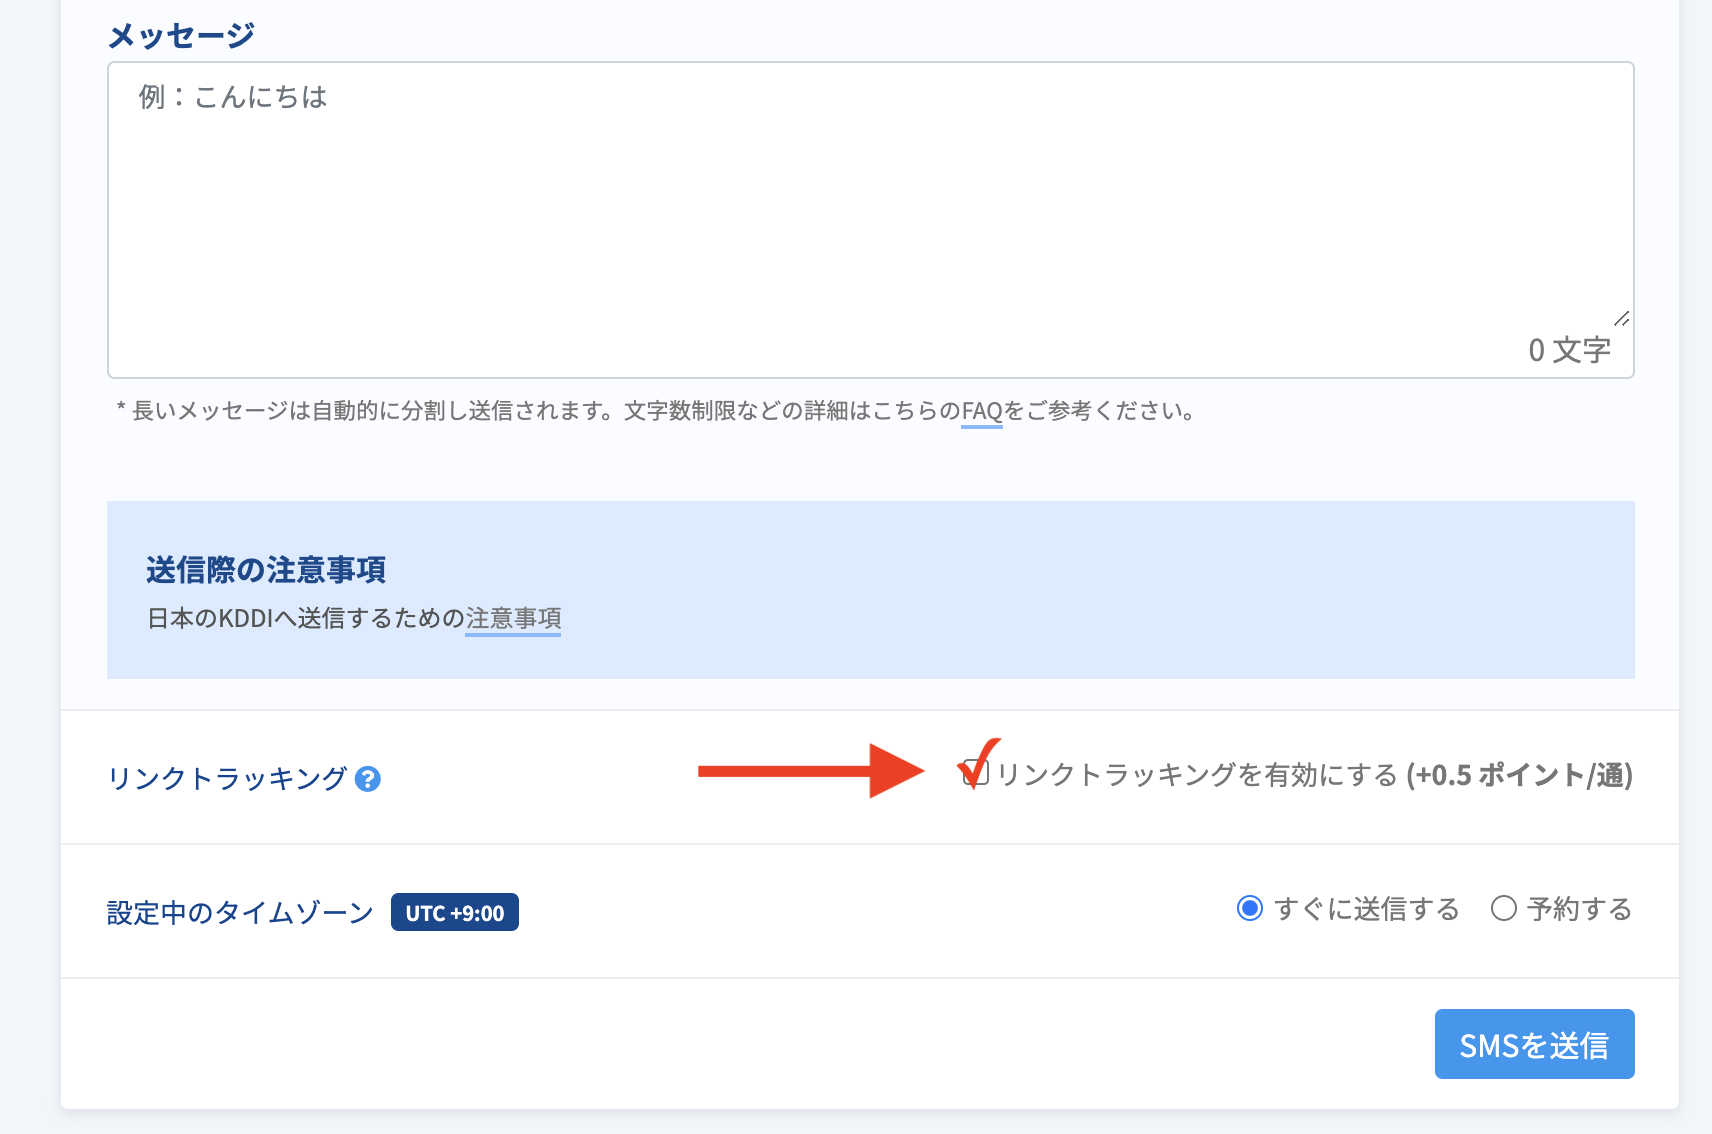 メッセージ
例：こんにちは
0 文字
* 長いメッセージは自動的に分割し送信されます。文字数制限などの詳細はこちらのFAQをご参考ください。
送信際の注意事項
日本のKDDIへ送信するための注意事項
リンクトラッキング ?
リンクトラッキングを有効にする (+0.5 ポイント/通)
設定中のタイムゾーン UTC +9:00
すぐに送信する 予約する
SMSを送信